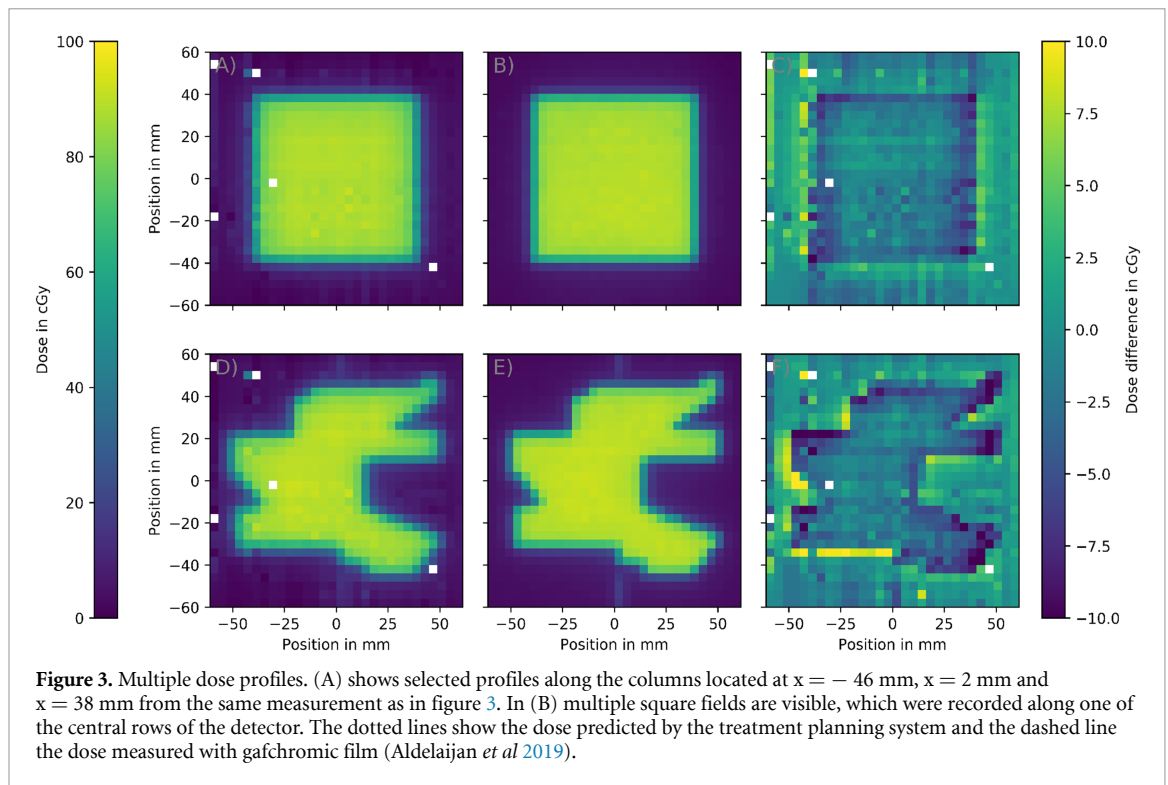 100
80
60
40
20
0
Dose in cGy
60
40
20
0
−20
−40
−60
Position in mm
A)
B)
C)
10.0
7.5
5.0
2.5
0.0
−2.5
−5.0
−7.5
−10.0
Dose difference in cGy
60
40
20
0
−20
−40
−60
Position in mm
D)
E)
F)
−50 −25 0 25 50
Position in mm
−50 −25 0 25 50
Position in mm
−50 −25 0 25 50
Position in mm
Figure 3. Multiple dose profiles. (A) shows selected profiles along the columns located at x = − 46 mm, x = 2 mm and
x = 38 mm from the same measurement as in figure 3. In (B) multiple square fields are visible, which were recorded along one of
the central rows of the detector. The dotted lines show the dose predicted by the treatment planning system and the dashed line
the dose measured with gafchromic film (Aldelaijan et al 2019).